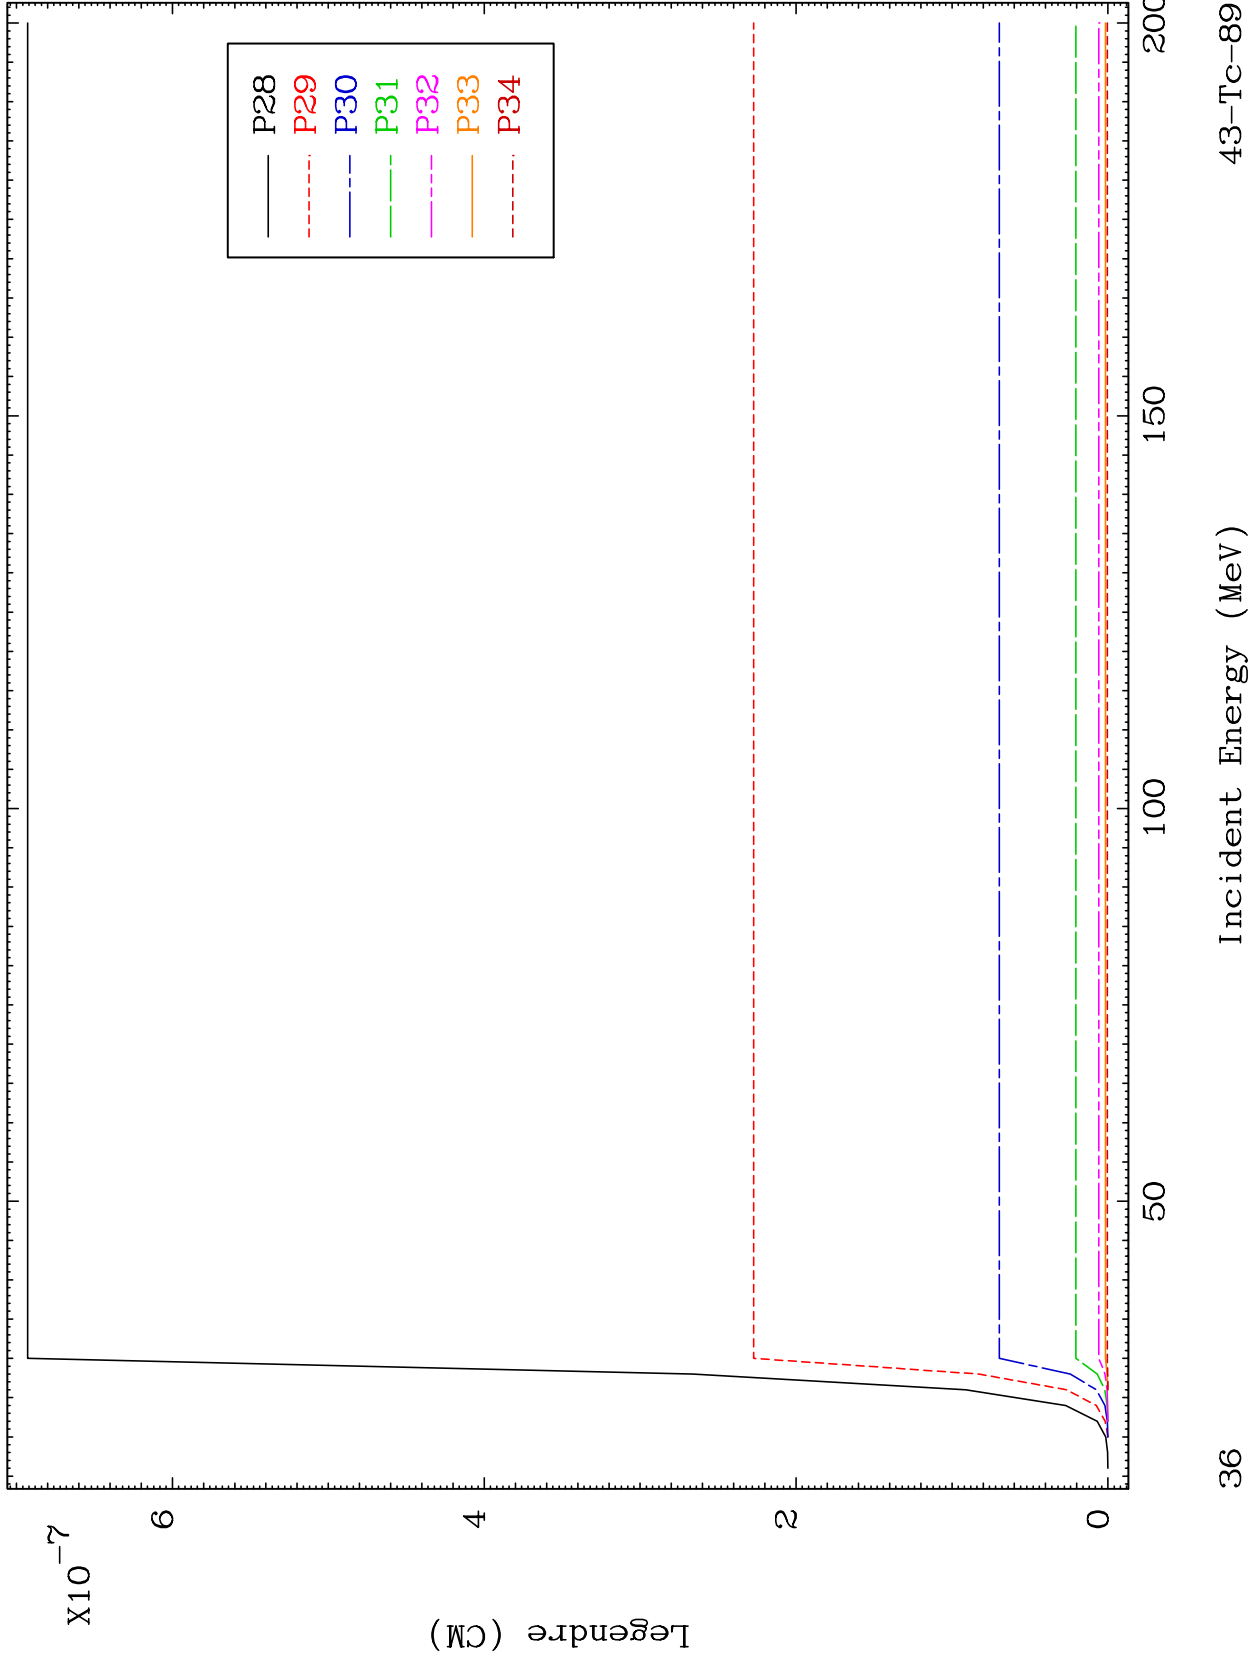 X10⁻⁷
6
4
2
0
Legendre (CM)
P28
P29
P30
P31
P32
P33
P34
50
100
150
200
Incident Energy (MeV)
36
43-Tc-89